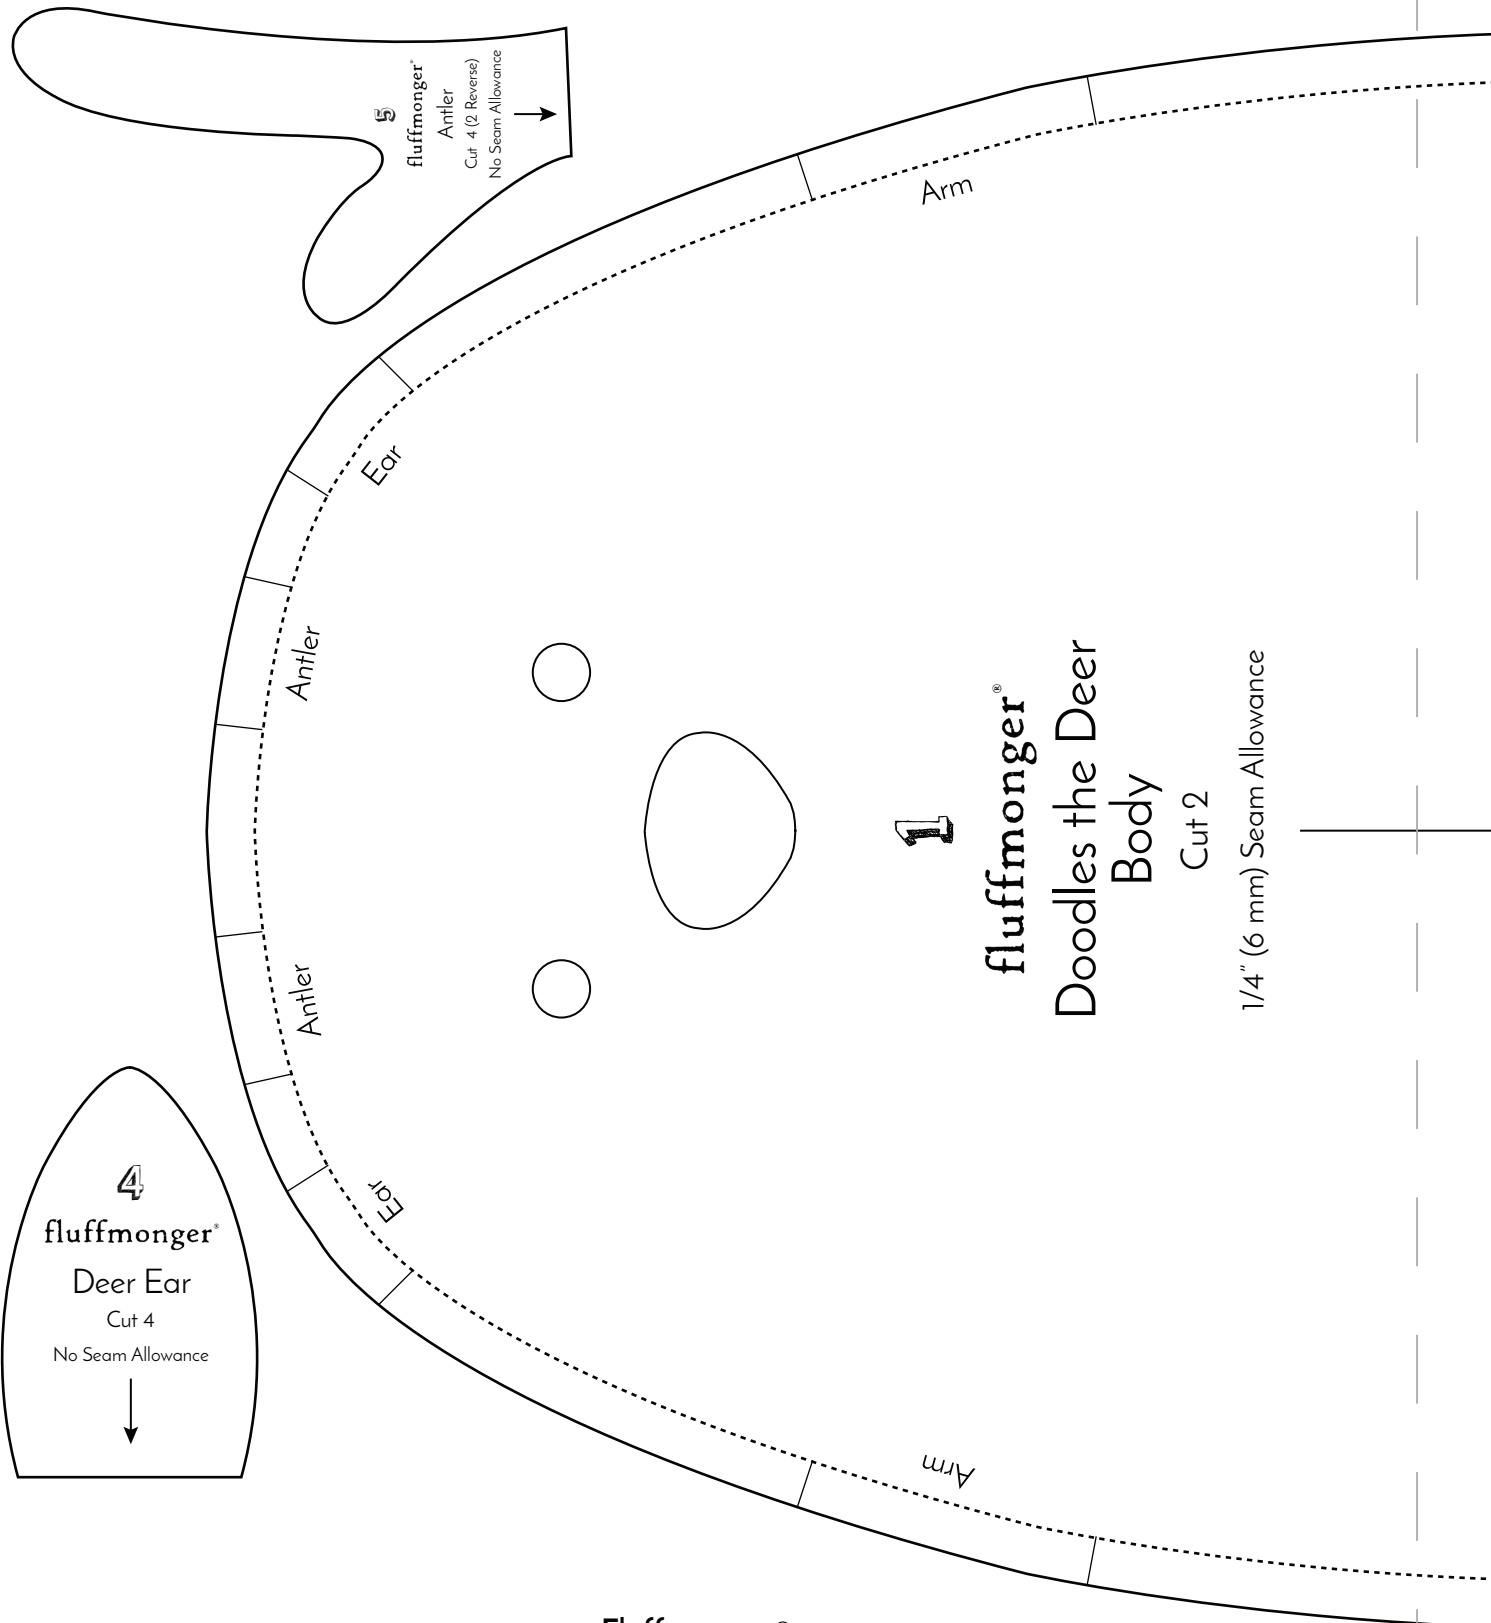 5
fluffmonger®
Antler
Cut 4 (2 Reverse)
No Seam Allowance
Arm
Ear
Antler
Antler
Ear
Arm
1
fluffmonger®
Doodles the Deer
Body
Cut 2
1/4" (6 mm) Seam Allowance
4
fluffmonger®
Deer Ear
Cut 4
No Seam Allowance